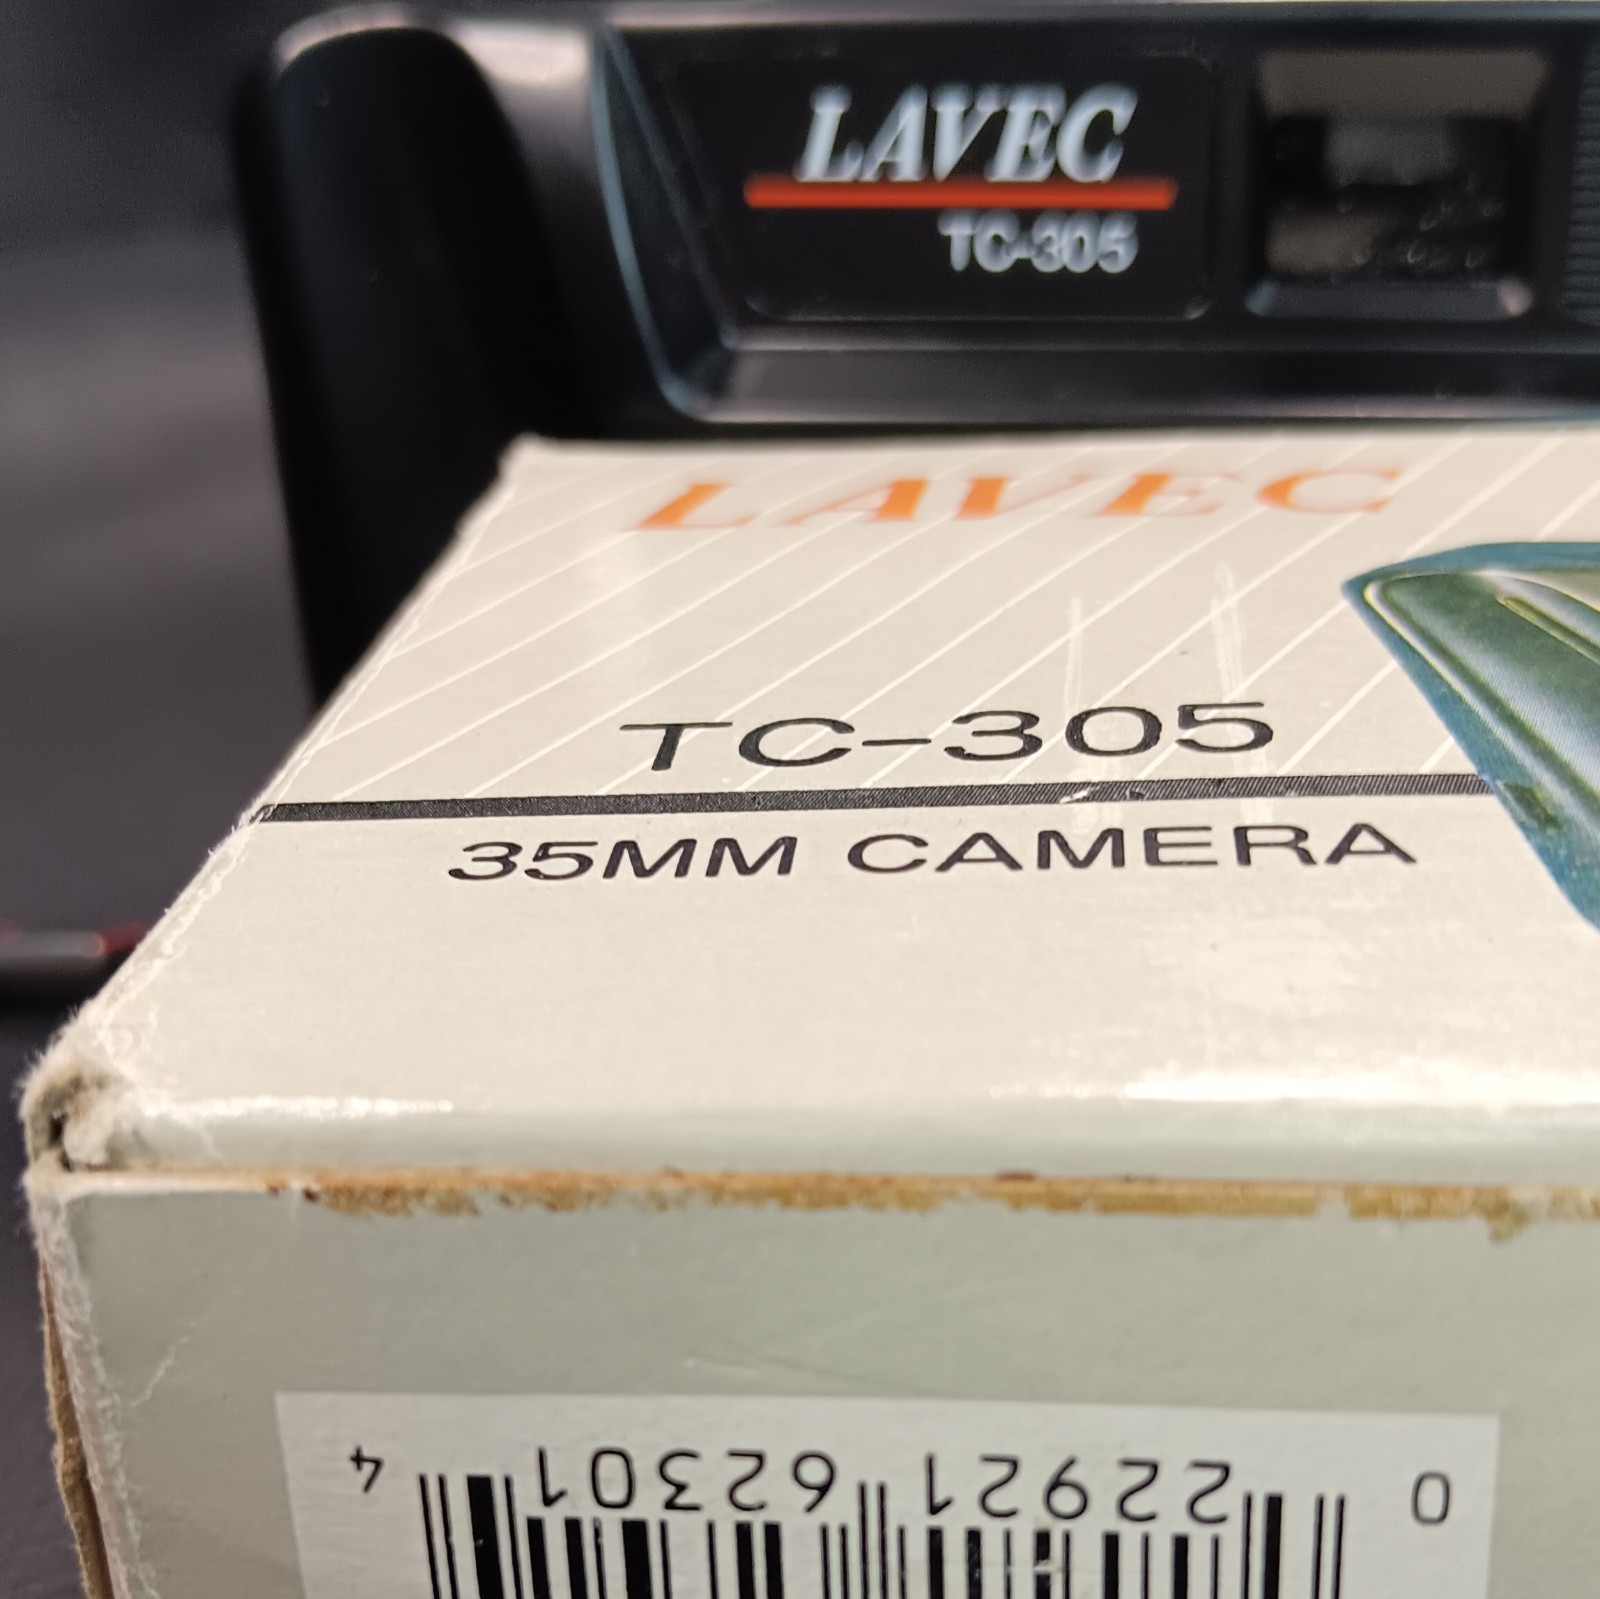 LAVEC
TC-305
LAVEC
TC-305
35MM CAMERA
0 22921 62301 4